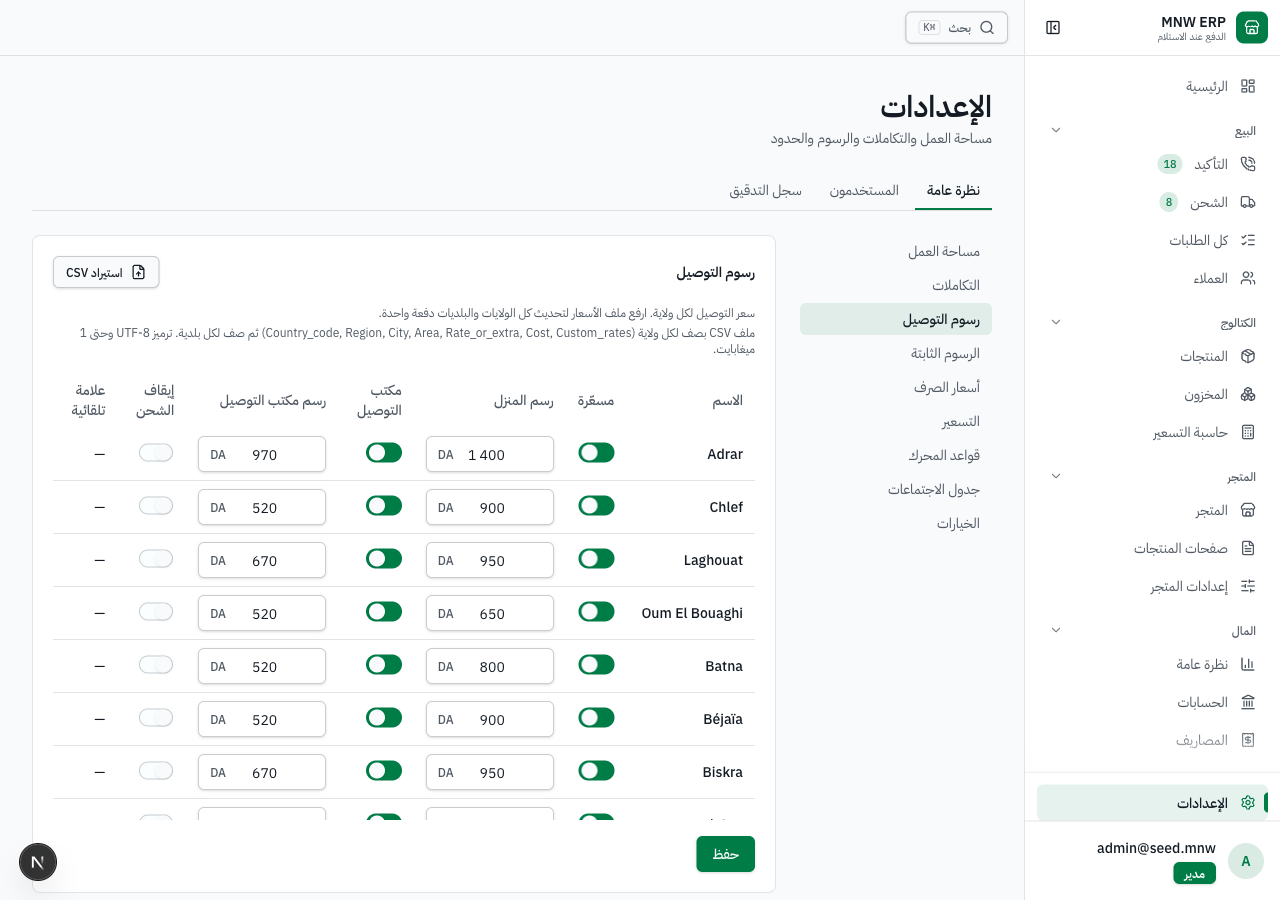 MNW ERP
الدفع عند الاستلام
بحث ⌘K
الرئيسية
البيع
التأكيد 18
الشحن 8
كل الطلبات
العملاء
الكتالوج
المنتجات
المخزون
حاسبة التسعير
المتجر
المتجر
صفحات المنتجات
إعدادات المتجر
المال
نظرة عامة
الحسابات
المصاريف
الإعدادات
A
admin@seed.mnw
مدير
الإعدادات
مساحة العمل والتكاملات والرسوم والحدود
نظرة عامة المستخدمون سجل التدقيق
مساحة العمل
التكاملات
رسوم التوصيل
الرسوم الثابتة
أسعار الصرف
التسعير
قواعد المحرك
جدول الاجتماعات
الخيارات
رسوم التوصيل
استيراد CSV
سعر التوصيل لكل ولاية. ارفع ملف الأسعار لتحديث كل الولايات والبلديات دفعة واحدة.
ملف CSV بصف لكل ولاية (Country_code, Region, City, Area, Rate_or_extra, Cost, Custom_rates) ثم صف لكل بلدية. ترميز UTF-8 وحتى 1
ميغابايت.
الاسم مسعّرة رسم المنزل مكتب التوصيل رسم مكتب التوصيل إيقاف الشحن علامة تلقائية
Adrar 1 400 DA 970 DA —
Chlef 900 DA 520 DA —
Laghouat 950 DA 670 DA —
Oum El Bouaghi 650 DA 520 DA —
Batna 800 DA 520 DA —
Béjaïa 900 DA 520 DA —
Biskra 950 DA 670 DA —
حفظ
N